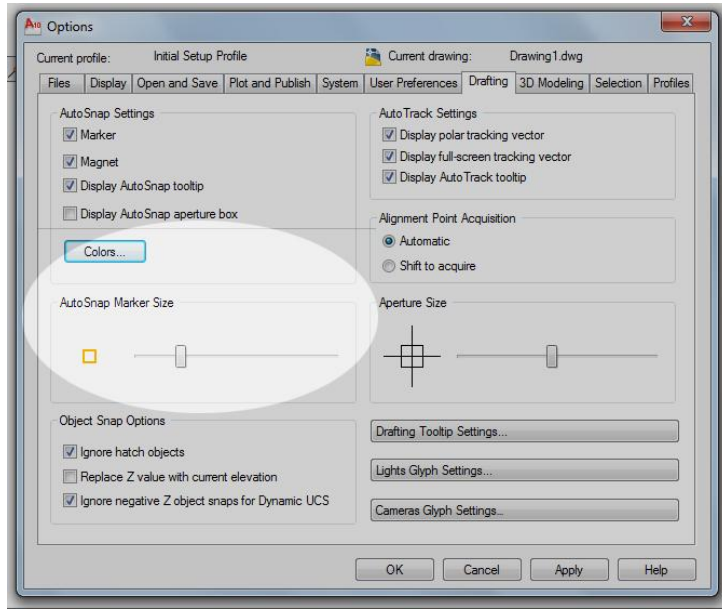 A10 Options
Current profile: Initial Setup Profile Current drawing: Drawing1.dwg
Files Display Open and Save Plot and Publish System User Preferences Drafting 3D Modeling Selection Profiles
AutoSnap Settings
Marker
Magnet
Display AutoSnap tooltip
Display AutoSnap aperture box
Colors...
AutoTrack Settings
Display polar tracking vector
Display full-screen tracking vector
Display AutoTrack tooltip
Alignment Point Acquisition
Automatic
Shift to acquire
AutoSnap Marker Size
Aperture Size
Object Snap Options
Ignore hatch objects
Replace Z value with current elevation
Ignore negative Z object snaps for Dynamic UCS
Drafting Tooltip Settings...
Lights Glyph Settings...
Cameras Glyph Settings...
OK Cancel Apply Help